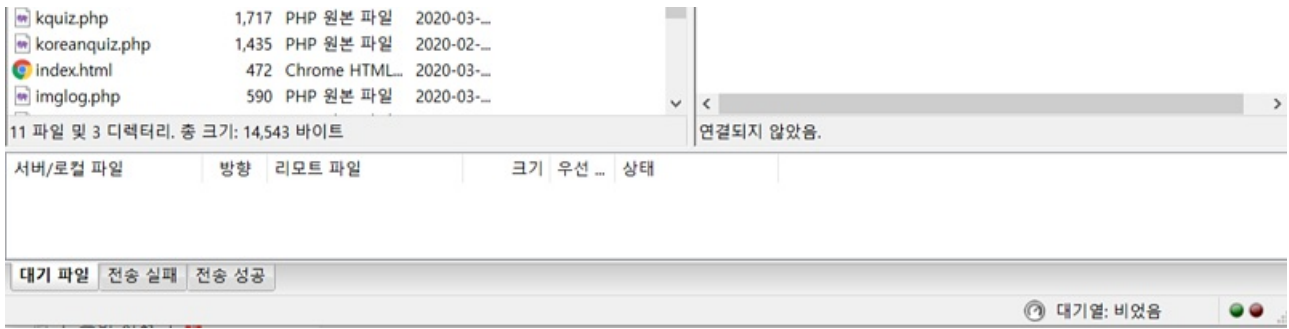 kquiz.php 1,717 PHP 원본 파일 2020-03-...
koreanquiz.php 1,435 PHP 원본 파일 2020-02-...
index.html 472 Chrome HTML... 2020-03-...
imglog.php 590 PHP 원본 파일 2020-03-...
11 파일 및 3 디렉터리. 총 크기: 14,543 바이트
연결되지 않았음.
서버/로컬 파일 방향 리모트 파일 크기 우선 ... 상태
대기 파일 전송 실패 전송 성공
대기열: 비었음